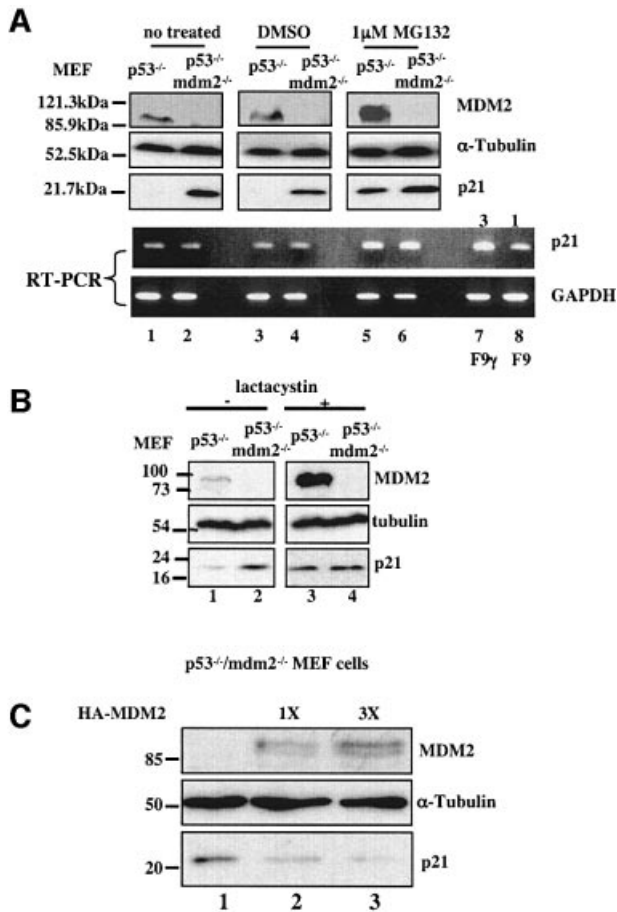 A
no treated DMSO 1µM MG132
MEF p53-/- p53-/- mdm2-/- p53-/- p53-/- mdm2-/- p53-/- p53-/- mdm2-/-
121.3kDa
85.9kDa
MDM2
52.5kDa
α-Tubulin
21.7kDa
p21
3 1
p21
RT-PCR
GAPDH
1 2 3 4 5 6 7 8
F9γ F9
B
lactacystin
- +
MEF p53-/- p53-/- mdm2-/- p53-/- p53-/- mdm2-/-
100
73
MDM2
54
tubulin
24
16
p21
1 2 3 4
p53-/-/mdm2-/- MEF cells
C
HA-MDM2 1X 3X
85
MDM2
50
α-Tubulin
20
p21
1 2 3